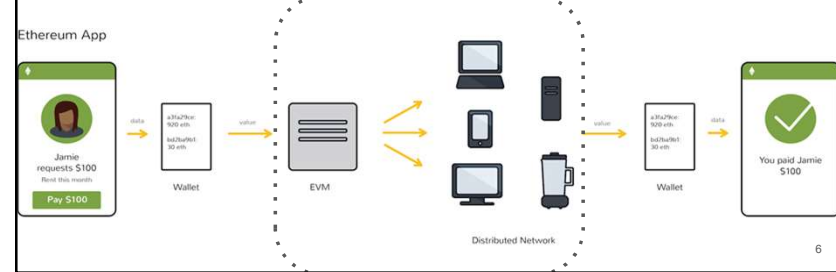 Ethereum App
Jamie
requests $100
Rent this month
Pay $100
data
a3fa29ce:
920 eth
bd2ba9b1:
30 eth
Wallet
value
EVM
Distributed Network
value
a3fa29ce:
920 eth
bd2ba9b1:
30 eth
Wallet
data
You paid Jamie
$100
6